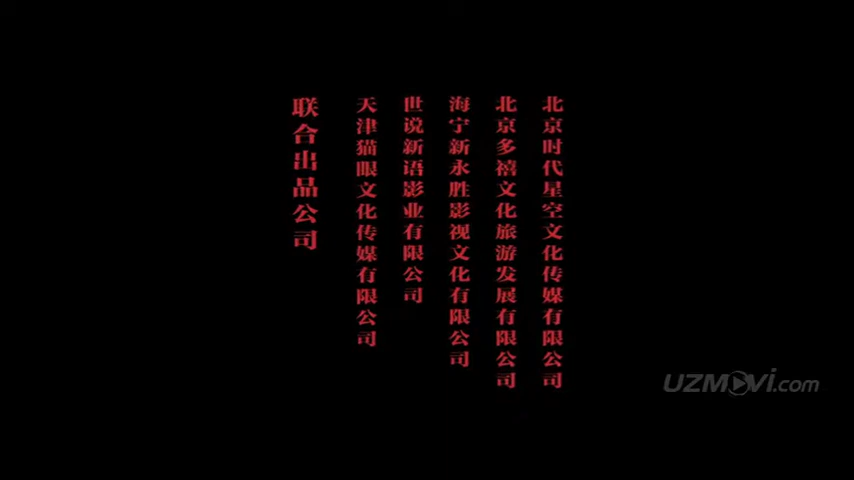 联合出品公司
天津猫眼文化传媒有限公司
世说新语影业有限公司
海宁新永胜影视文化有限公司
北京多禧文化旅游发展有限公司
北京时代星空文化传媒有限公司
UZMOVi.com